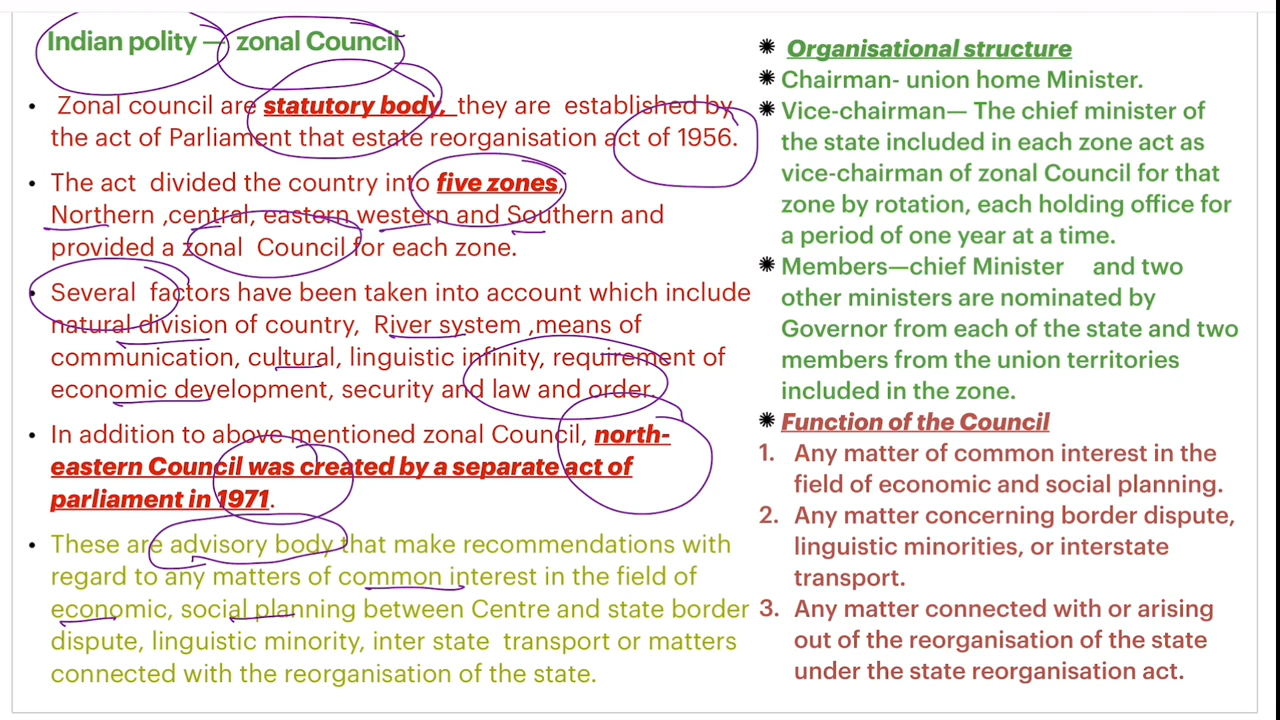 Indian polity — zonal Council
• Zonal council are statutory body, they are established by
the act of Parliament that estate reorganisation act of 1956.
• The act divided the country into five zones,
Northern ,central, eastern western and Southern and
provided a zonal Council for each zone.
• Several factors have been taken into account which include
natural division of country, River system ,means of
communication, cultural, linguistic infinity, requirement of
economic development, security and law and order.
• In addition to above mentioned zonal Council, north-
eastern Council was created by a separate act of
parliament in 1971.
• These are advisory body that make recommendations with
regard to any matters of common interest in the field of
economic, social planning between Centre and state border
dispute, linguistic minority, inter state transport or matters
connected with the reorganisation of the state.
Organisational structure
Chairman- union home Minister.
Vice-chairman— The chief minister of
the state included in each zone act as
vice-chairman of zonal Council for that
zone by rotation, each holding office for
a period of one year at a time.
Members—chief Minister and two
other ministers are nominated by
Governor from each of the state and two
members from the union territories
included in the zone.
Function of the Council
1. Any matter of common interest in the
field of economic and social planning.
2. Any matter concerning border dispute,
linguistic minorities, or interstate
transport.
3. Any matter connected with or arising
out of the reorganisation of the state
under the state reorganisation act.